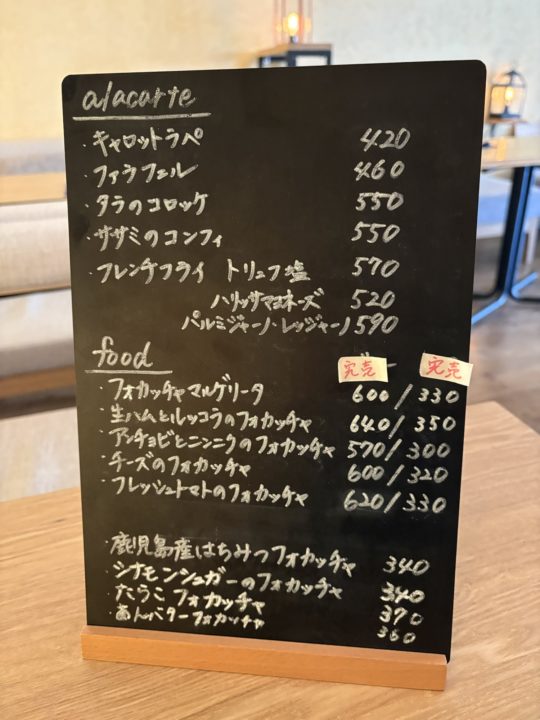 alacarte
・キャロットラペ 420
・ファラフェル 460
・タラのコロッケ 550
・ササミのコンフィ 550
・フレンチフライ トリュフ塩 570
ハリッサマヨネーズ 520
パルミジャーノ・レッジャーノ 590
food 完売 完売
・フォカッチャマルゲリータ 600/330
・生ハムとルッコラのフォカッチャ 640/350
・アンチョビとニンニクのフォカッチャ 570/300
・チーズのフォカッチャ 600/320
・フレッシュトマトのフォカッチャ 620/330
・鹿児島産はちみつフォカッチャ 340
・シナモンシュガーのフォカッチャ 340
・たらこフォカッチャ 370
・あんバターフォカッチャ 360